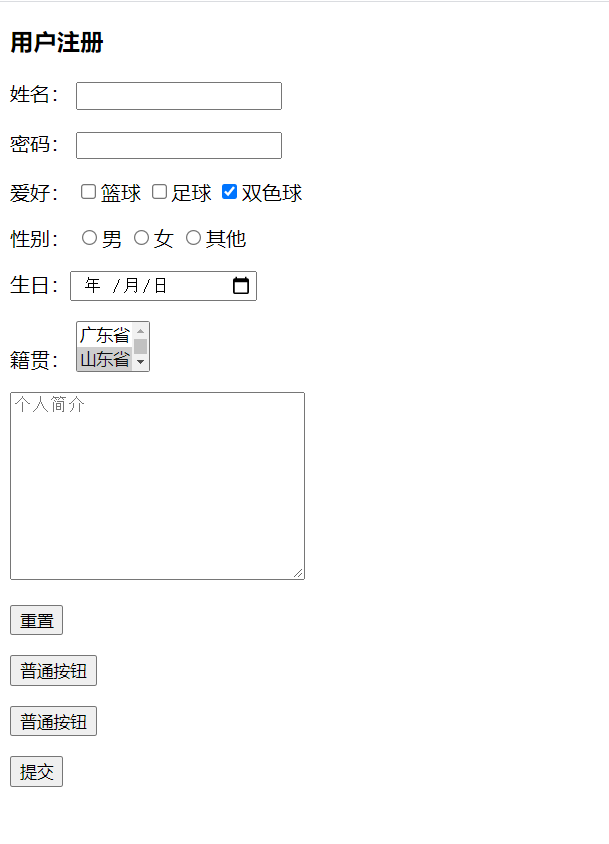 用户注册
姓名：
密码：
爱好： 篮球 足球 双色球
性别： 男 女 其他
生日： 年 /月/日
广东省
籍贯： 山东省
个人简介
重置
普通按钮
普通按钮
提交